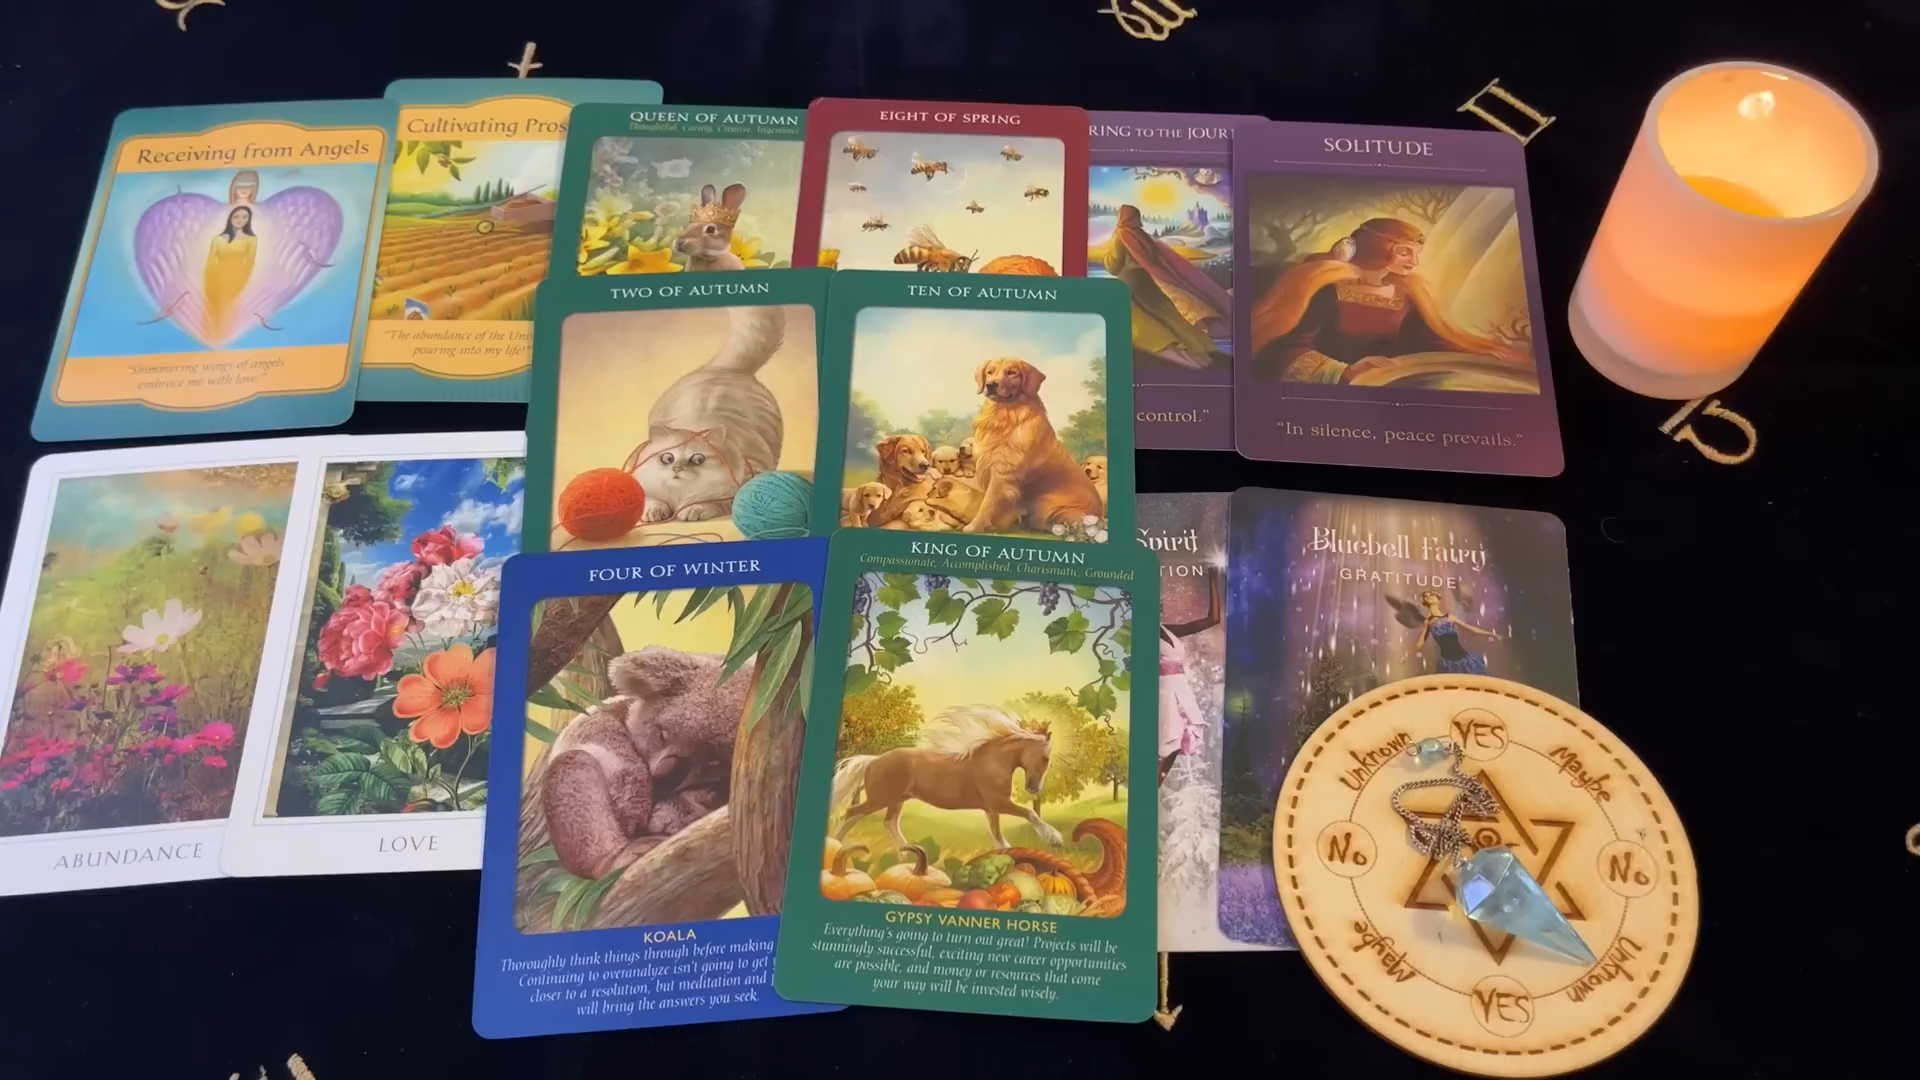 Receiving from Angels
"Shimmering wings of angels
embrace me with love."
Cultivating Pros
"The abundance of the Uni
pouring into my life!"
QUEEN OF AUTUMN
Thoughtful, Caring, Creative, Ingenious
EIGHT OF SPRING
RING TO THE JOUR
control."
SOLITUDE
"In silence, peace prevails."
TWO OF AUTUMN
TEN OF AUTUMN
ABUNDANCE
LOVE
FOUR OF WINTER
KOALA
Thoroughly think things through before making
Continuing to overanalyze isn't going to get
closer to a resolution, but meditation and
will bring the answers you seek.
KING OF AUTUMN
Compassionate, Accomplished, Charismatic, Grounded
GYPSY VANNER HORSE
Everything's going to turn out great! Projects will be
stunningly successful, exciting new career opportunities
are possible, and money or resources that come
your way will be invested wisely.
Spirit
TION
Bluebell Fairy
GRATITUDE
YES
Maybe
No
Unknown
YES
Maybe
No
Unknown